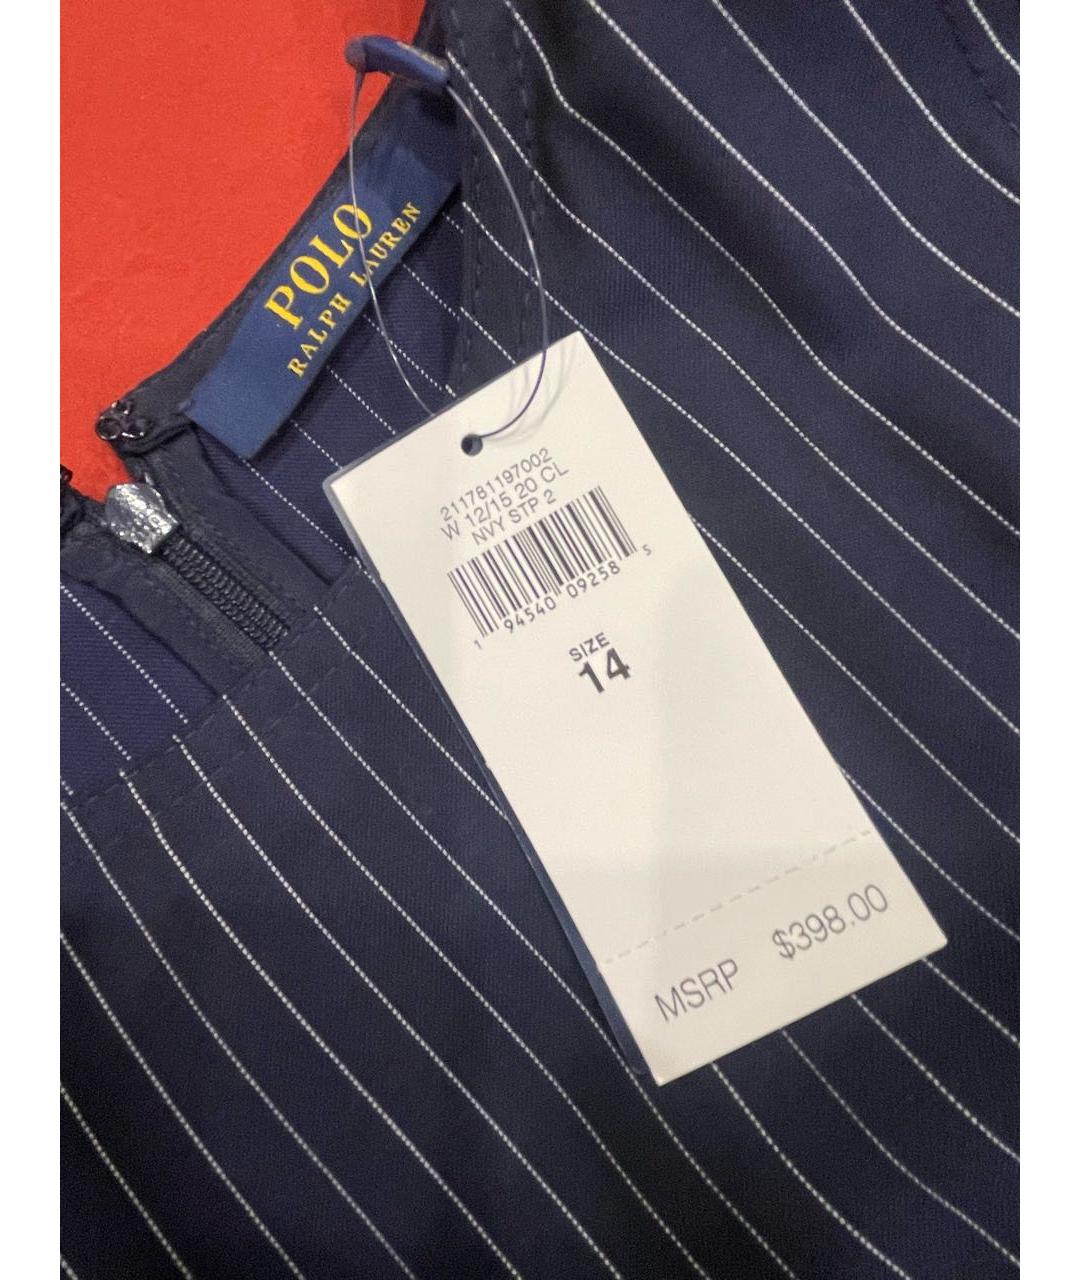 POLO
RALPH LAUREN
211781197002
W 12/15 20 CL
NVY STP 2
1 94540 09258 5
SIZE
14
MSRP $398.00